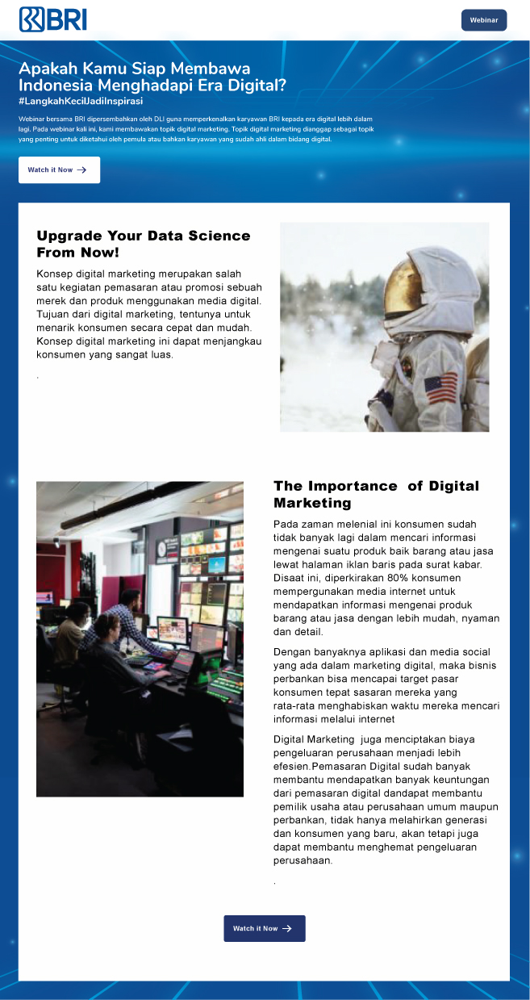 BRI
Webinar
Apakah Kamu Siap Membawa
Indonesia Menghadapi Era Digital?
#LangkahKecilJadiInspirasi
Webinar bersama BRI dipersembahkan oleh DLI guna memperkenalkan karyawan BRI kepada era digital lebih dalam
lagi. Pada webinar kali ini, kami membawakan topik digital marketing. Topik digital marketing dianggap sebagai topik
yang penting untuk diketahui oleh pemula atau bahkan karyawan yang sudah ahli dalam bidang digital.
Watch it Now
Upgrade Your Data Science
From Now!
Konsep digital marketing merupakan salah
satu kegiatan pemasaran atau promosi sebuah
merek dan produk menggunakan media digital.
Tujuan dari digital marketing, tentunya untuk
menarik konsumen secara cepat dan mudah.
Konsep digital marketing ini dapat menjangkau
konsumen yang sangat luas.
.
The Importance  of Digital
Marketing
Pada zaman melenial ini konsumen sudah
tidak banyak lagi dalam mencari informasi
mengenai suatu produk baik barang atau jasa
lewat halaman iklan baris pada surat kabar.
Disaat ini, diperkirakan 80% konsumen
mempergunakan media internet untuk
mendapatkan informasi mengenai produk
barang atau jasa dengan lebih mudah, nyaman
dan detail.
Dengan banyaknya aplikasi dan media social
yang ada dalam marketing digital, maka bisnis
perbankan bisa mencapai target pasar
konsumen tepat sasaran mereka yang
rata-rata menghabiskan waktu mereka mencari
informasi melalui internet
Digital Marketing  juga menciptakan biaya
pengeluaran perusahaan menjadi lebih
efesien.Pemasaran Digital sudah banyak
membantu mendapatkan banyak keuntungan
dari pemasaran digital dandapat membantu
pemilik usaha atau perusahaan umum maupun
perbankan, tidak hanya melahirkan generasi
dan konsumen yang baru, akan tetapi juga
dapat membantu menghemat pengeluaran
perusahaan.
.
Watch it Now